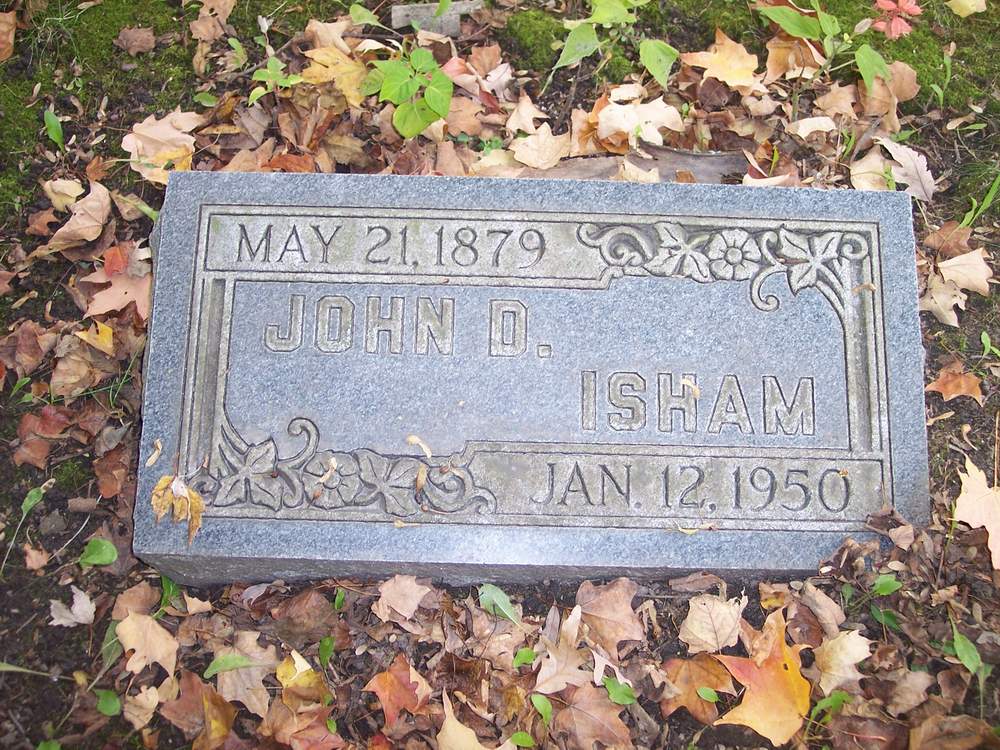 MAY 21, 1879
JOHN D.
ISHAM
JAN. 12, 1950